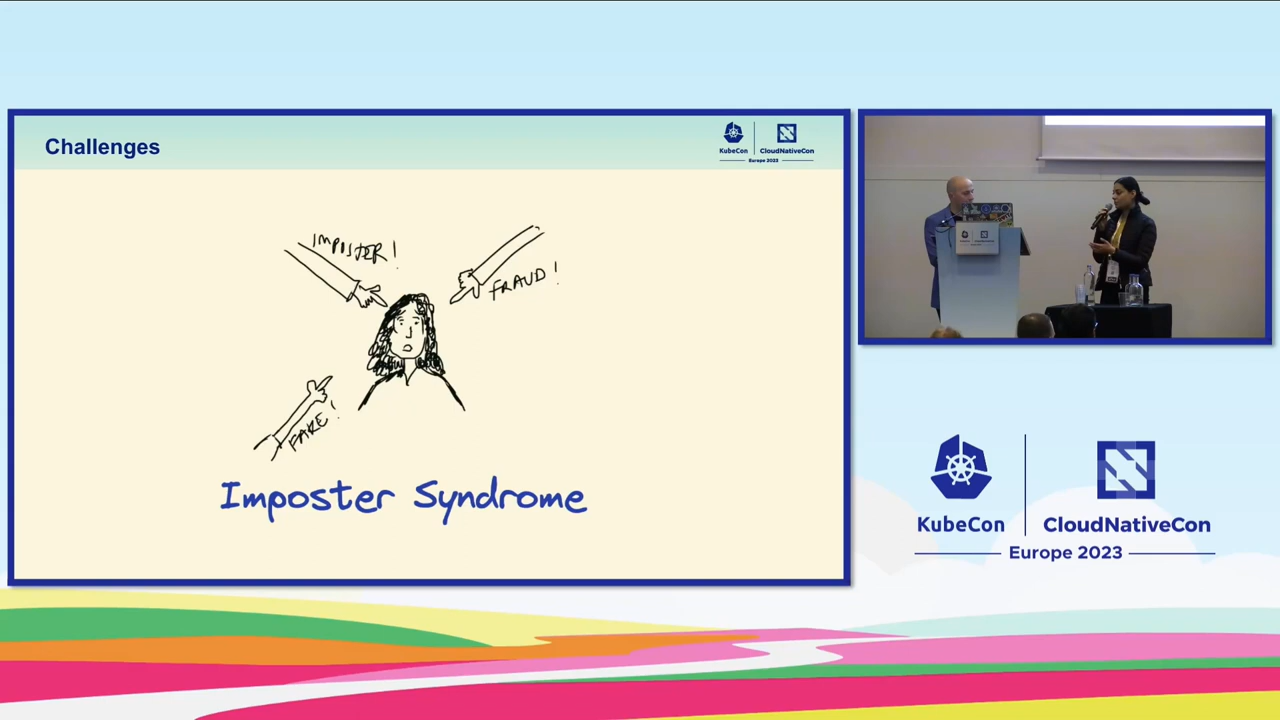 Challenges
KubeCon
CloudNativeCon
Europe 2023
IMPOSTER!
FRAUD!
FAKE!
Imposter Syndrome
KubeCon
CloudNativeCon
Europe 2023